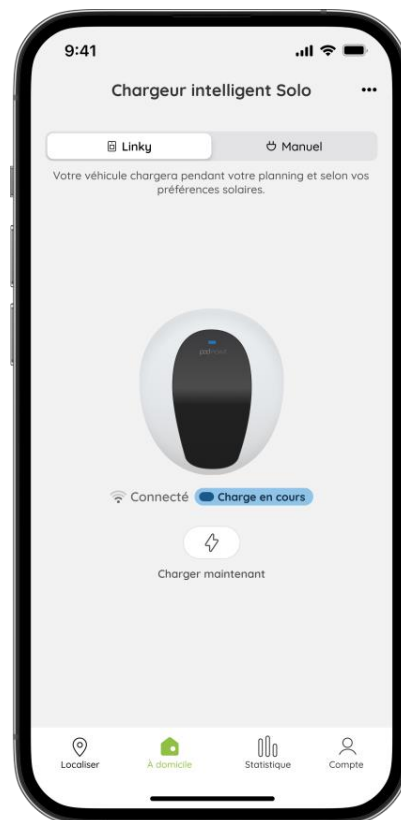 9:41
Chargeur intelligent Solo
Linky
Manuel
Votre véhicule chargera pendant votre planning et selon vos
préférences solaires.
Connecté
Charge en cours
Charger maintenant
Localiser
À domicile
Statistique
Compte